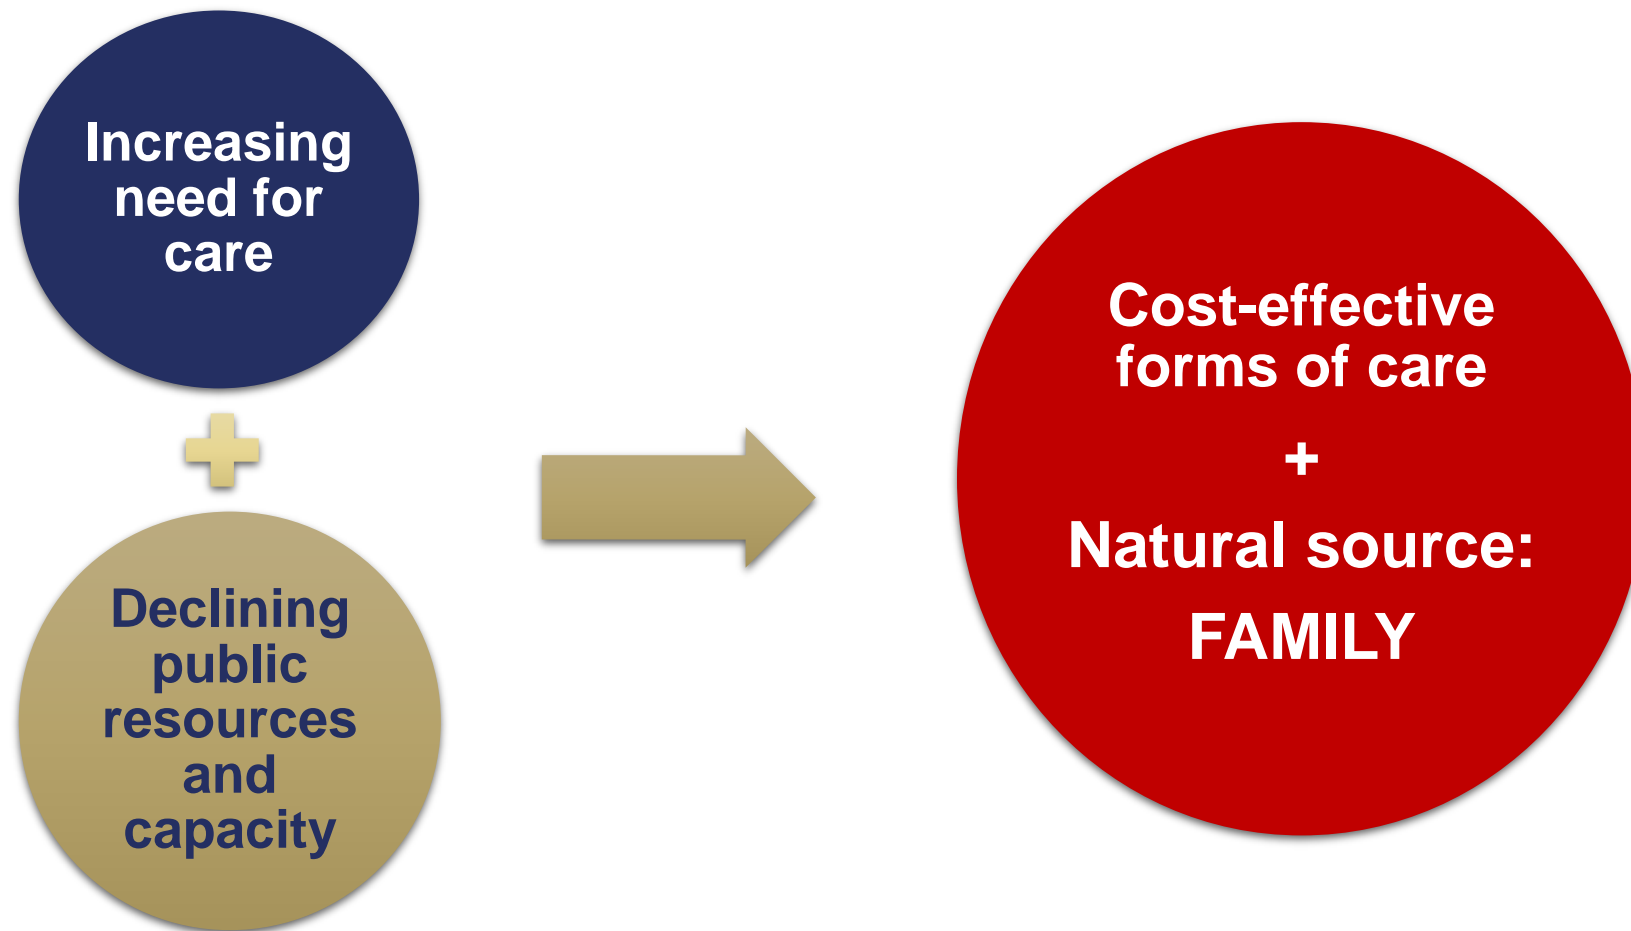 Increasing
need for
care
Declining
public
resources
and
capacity
Cost-effective
forms of care
+
Natural source:
FAMILY